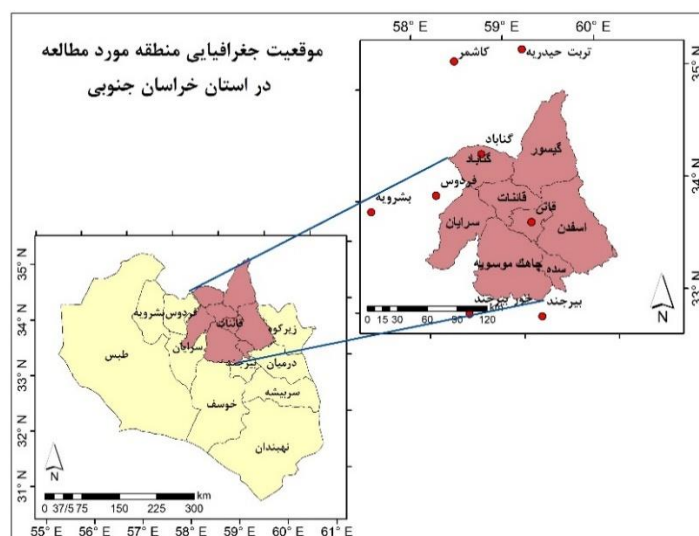 موقعیت جغرافیایی منطقه مورد مطالعه
در استان خراسان جنوبی
58° E 59° E 60° E
35° N
34° N
33° N
تربت حیدریه
کاشمر
گناباد
گناباد
گیسور
فردوس
بشرویه
قائنات
قائن
سرایان
اسفدن
چاهک موسویه
سده
خور بیرجند
بیرجند
km
0 15 30 60 90 120
N
35° N
34° N
33° N
32° N
31° N
بشرویه
فردوس
قائنات
زیرکوه
طبس
سرایان
بیرجند
درمیان
خوسف
سربیشه
نهبندان
N
km
0 37/5 75 150 225 300
55° E 56° E 57° E 58° E 59° E 60° E 61° E